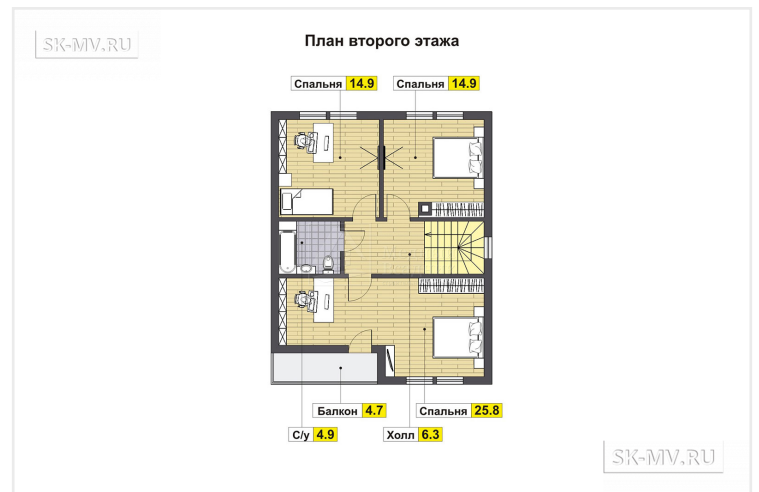 SK-MV.RU
План второго этажа
Спальня 14.9
Спальня 14.9
Балкон 4.7
Спальня 25.8
С/у 4.9
Холл 6.3
SK-MV.RU